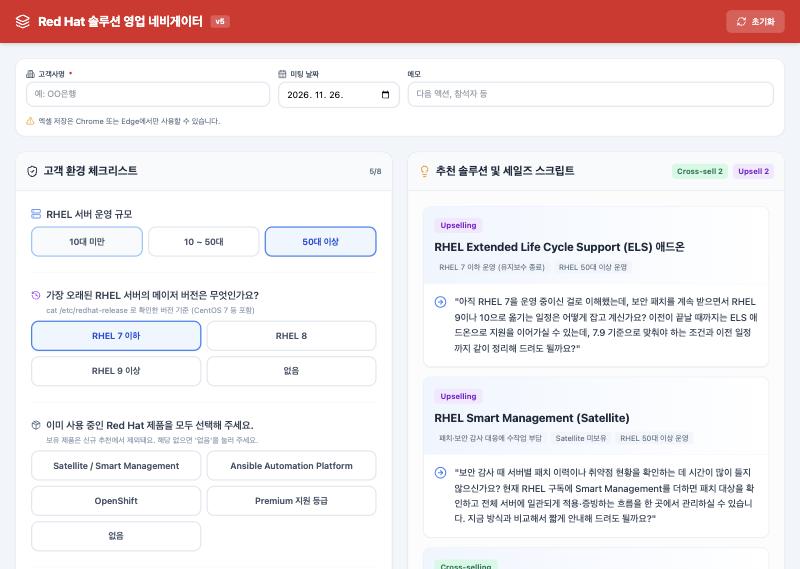 Red Hat 솔루션 영업 네비게이터 v5
초기화
고객사명 *
예: OO은행
미팅 날짜
2026. 11. 26.
메모
다음 액션, 참석자 등
엑셀 저장은 Chrome 또는 Edge에서만 사용할 수 있습니다.
고객 환경 체크리스트
5/8
RHEL 서버 운영 규모
10대 미만
10 ~ 50대
50대 이상
가장 오래된 RHEL 서버의 메이저 버전은 무엇인가요?
cat /etc/redhat-release 로 확인한 버전 기준 (CentOS 7 등 포함)
RHEL 7 이하
RHEL 8
RHEL 9 이상
없음
이미 사용 중인 Red Hat 제품을 모두 선택해 주세요.
보유 제품은 신규 추천에서 제외돼요. 해당 없으면 '없음'을 눌러 주세요.
Satellite / Smart Management
Ansible Automation Platform
OpenShift
Premium 지원 등급
없음
추천 솔루션 및 세일즈 스크립트
Cross-sell 2
Upsell 2
Upselling
RHEL Extended Life Cycle Support (ELS) 애드온
RHEL 7 이하 운영 (유지보수 종료)
RHEL 50대 이상 운영
"아직 RHEL 7을 운영 중이신 걸로 이해했는데, 보안 패치를 계속 받으면서 RHEL
9이나 10으로 옮기는 일정은 어떻게 잡고 계신가요? 이전이 끝날 때까지는 ELS 애
드온으로 지원을 이어가실 수 있는데, 7.9 기준으로 맞춰야 하는 조건과 이전 일정
까지 같이 정리해 드려도 될까요?"
Upselling
RHEL Smart Management (Satellite)
패치·보안 감사 대응에 수작업 부담
Satellite 미보유
RHEL 50대 이상 운영
"보안 감사 때 서버별 패치 이력이나 취약점 현황을 확인하는 데 시간이 많이 들지
않으신가요? 현재 RHEL 구독에 Smart Management를 더하면 패치 대상을 확
인하고 전체 서버에 일관되게 적용·증빙하는 흐름을 한 곳에서 관리하실 수 있습니
다. 지금 방식과 비교해서 짧게 안내해 드려도 될까요?"
Cross-selling